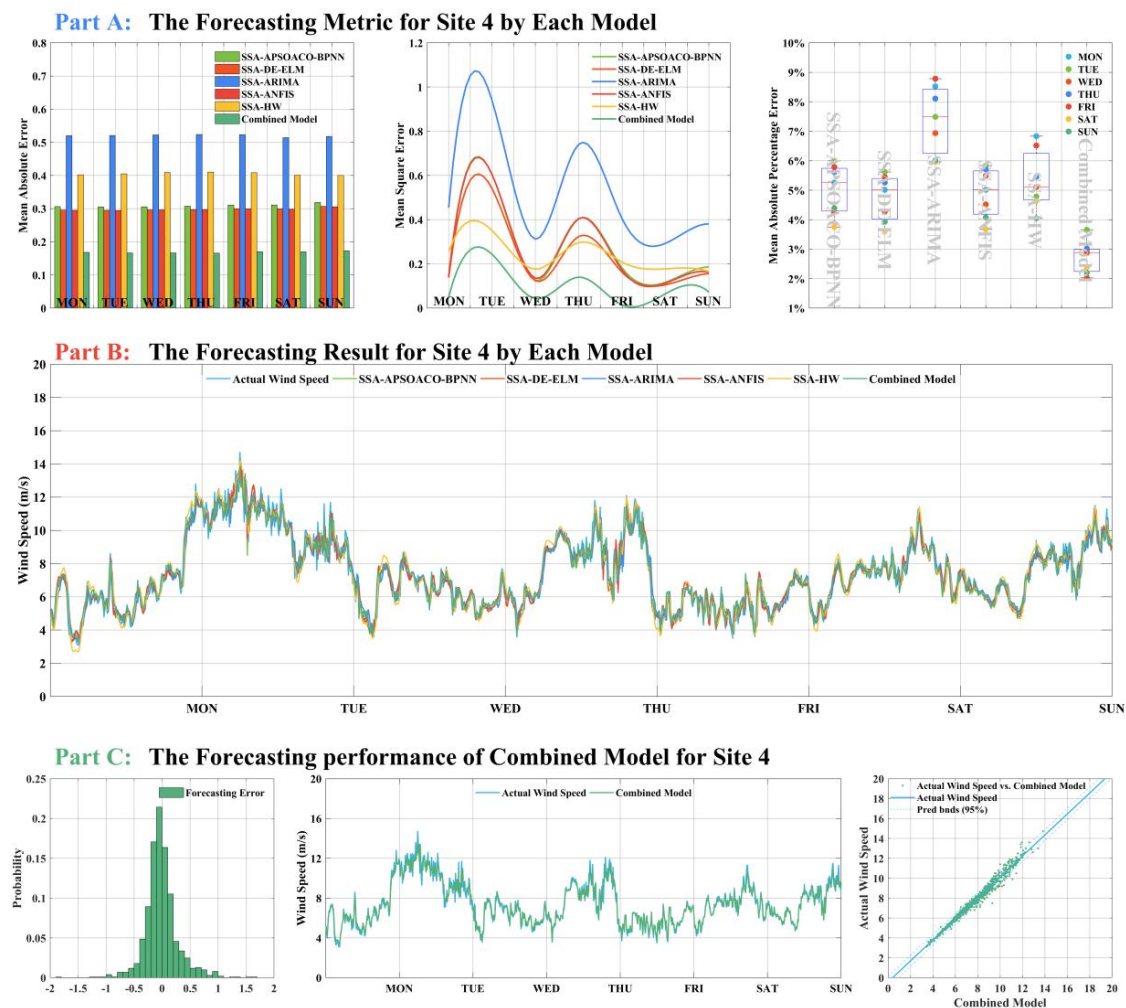 Part A: The Forecasting Metric for Site 4 by Each Model
Mean Absolute Error
0.8
0.7
0.6
0.5
0.4
0.3
0.2
0.1
0
SSA-APSOACO-BPNN
SSA-DE-ELM
SSA-ARIMA
SSA-ANFIS
SSA-HW
Combined Model
MON TUE WED THU FRI SAT SUN
Mean Square Error
1.2
1
0.8
0.6
0.4
0.2
0
SSA-APSOACO-BPNN
SSA-DE-ELM
SSA-ARIMA
SSA-ANFIS
SSA-HW
Combined Model
MON TUE WED THU FRI SAT SUN
Mean Absolute Percentage Error
10%
9%
8%
7%
6%
5%
4%
3%
2%
1%
MON
TUE
WED
THU
FRI
SAT
SUN
SSA-APSOACO-BPNN
SSA-DE-ELM
SSA-ARIMA
SSA-ANFIS
SSA-HW
Combined Model
Part B: The Forecasting Result for Site 4 by Each Model
Wind Speed (m/s)
20
18
16
14
12
10
8
6
4
2
0
Actual Wind Speed SSA-APSOACO-BPNN SSA-DE-ELM SSA-ARIMA SSA-ANFIS SSA-HW Combined Model
MON TUE WED THU FRI SAT SUN
Part C: The Forecasting performance of Combined Model for Site 4
Probability
0.25
0.2
0.15
0.1
0.05
0
Forecasting Error
-2 -1.5 -1 -0.5 0 0.5 1 1.5 2
Wind Speed (m/s)
20
16
12
8
4
0
Actual Wind Speed Combined Model
MON TUE WED THU FRI SAT SUN
Actual Wind Speed
20
18
16
14
12
10
8
6
4
2
0
Actual Wind Speed vs. Combined Model
Actual Wind Speed
Pred bnds (95%)
0 2 4 6 8 10 12 14 16 18 20
Combined Model